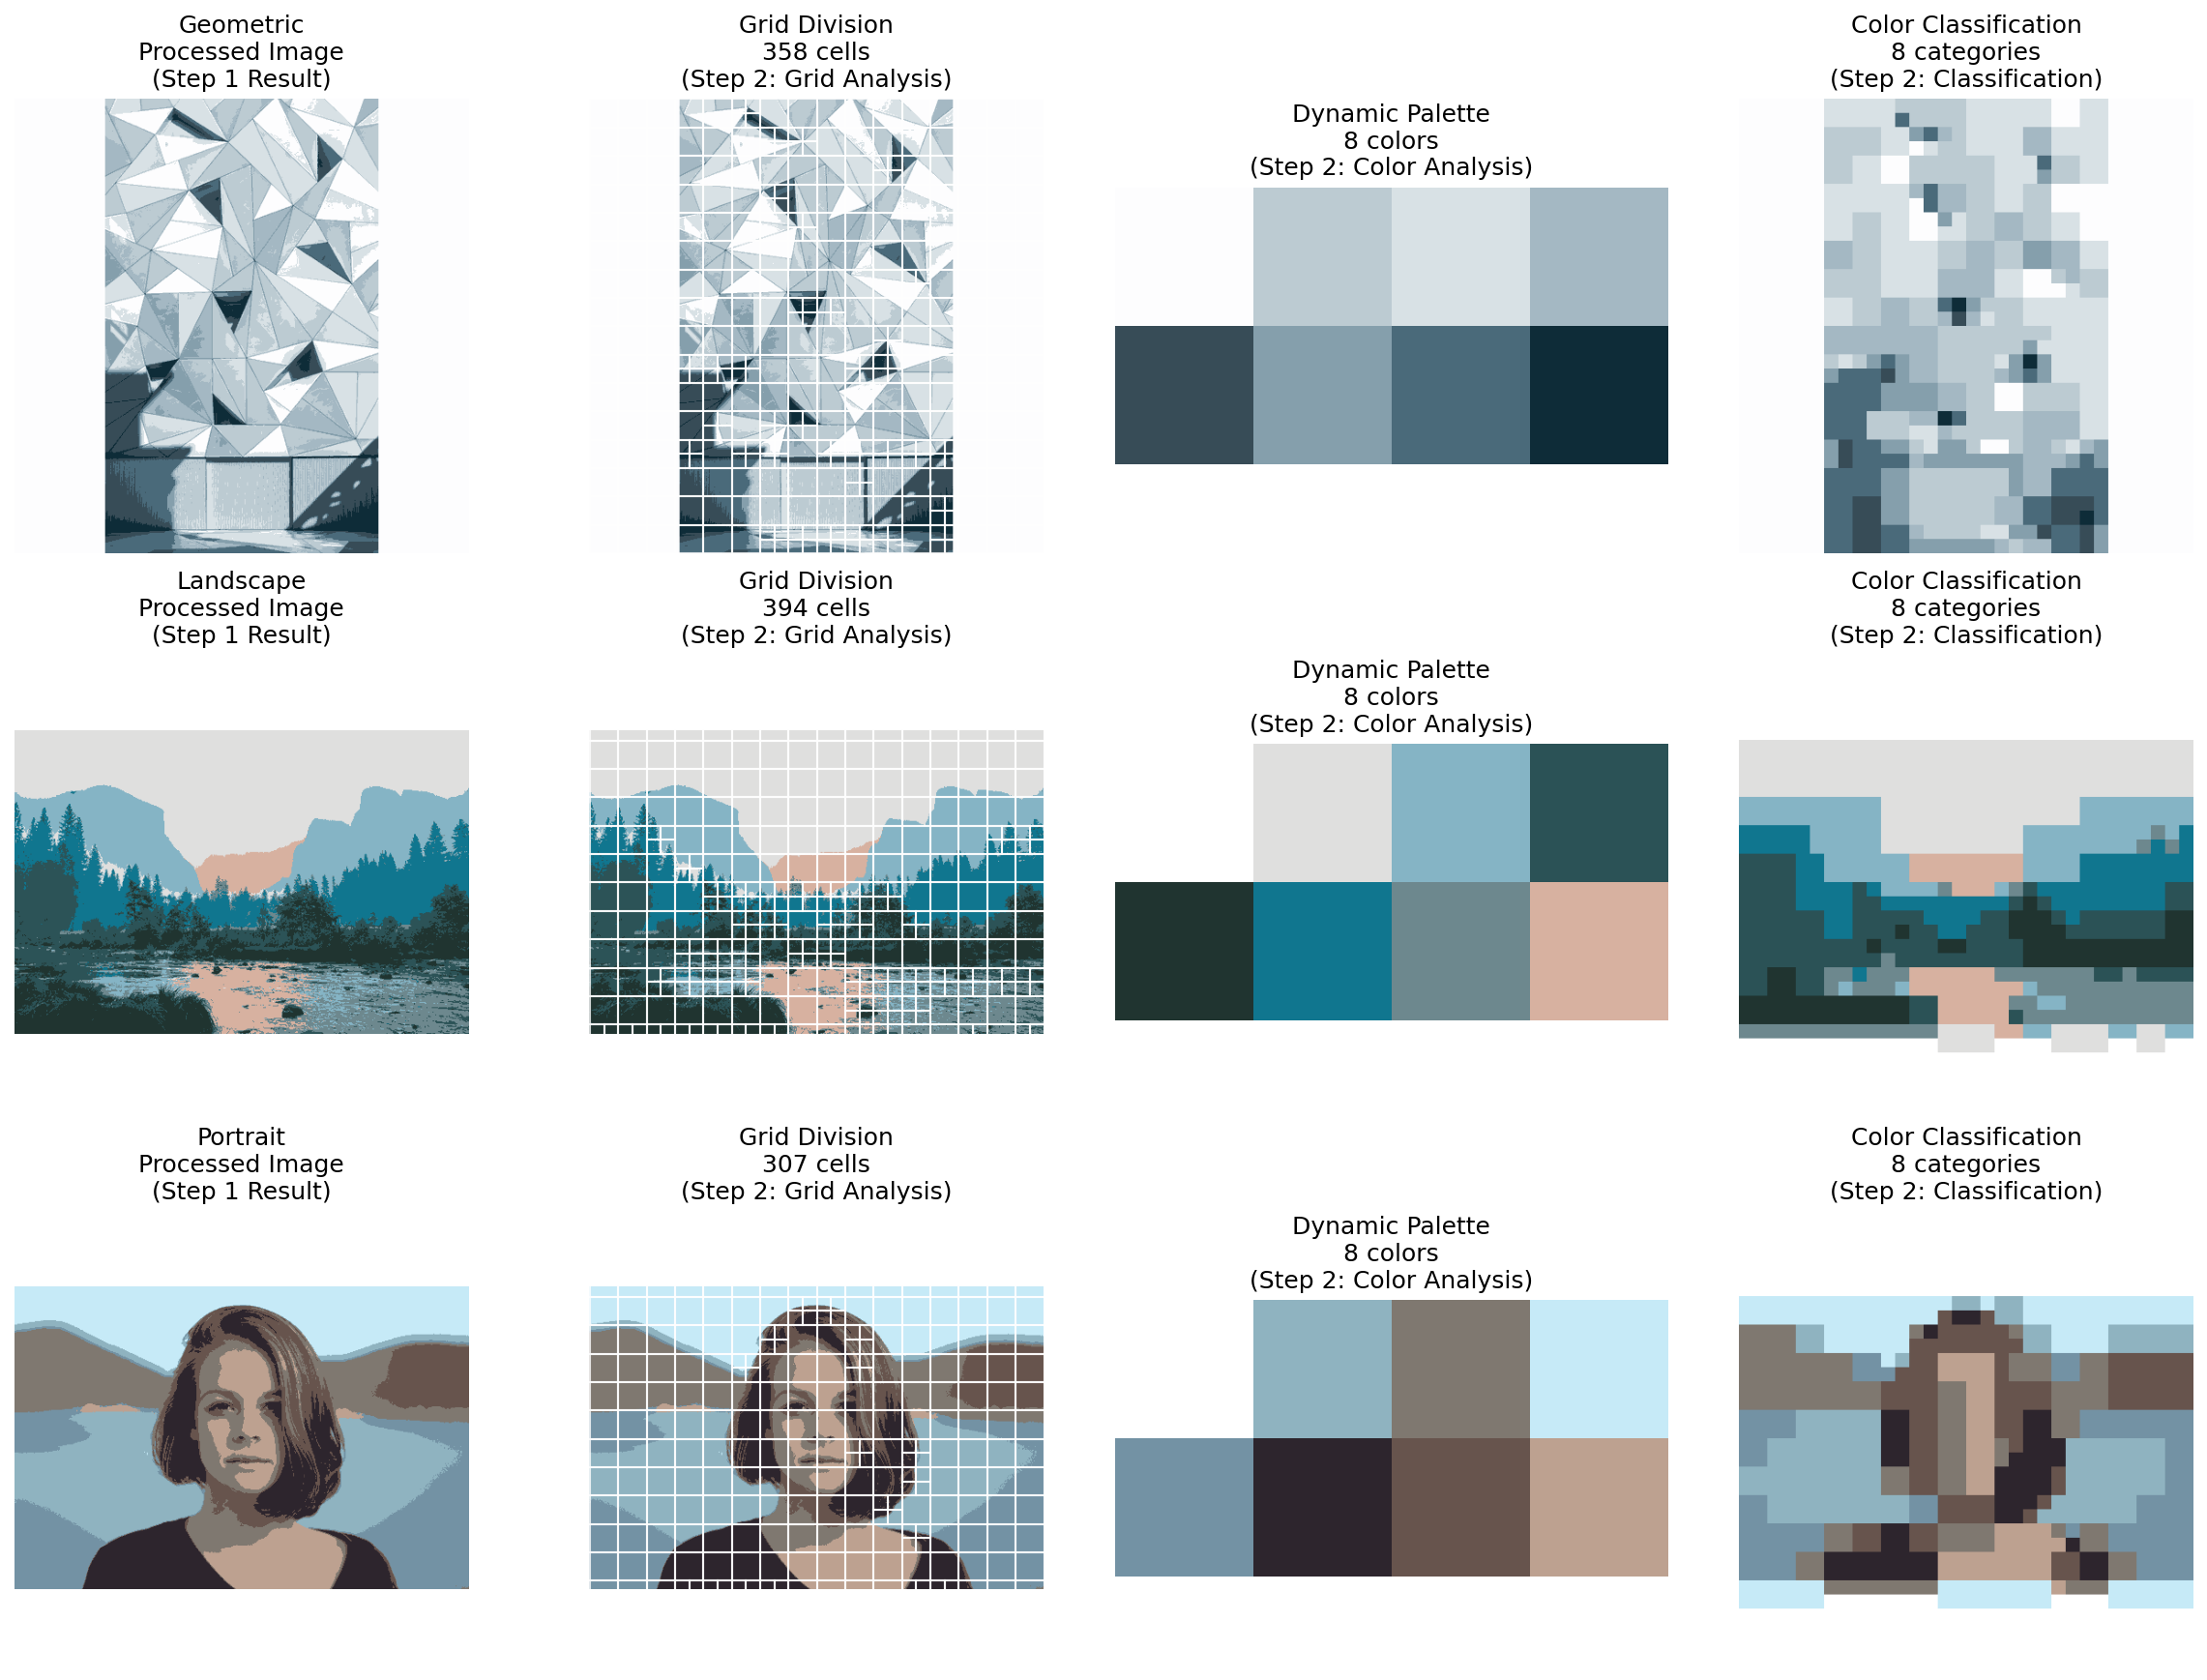 Geometric
Processed Image
(Step 1 Result)
Grid Division
358 cells
(Step 2: Grid Analysis)
Dynamic Palette
8 colors
(Step 2: Color Analysis)
Color Classification
8 categories
(Step 2: Classification)
Landscape
Processed Image
(Step 1 Result)
Grid Division
394 cells
(Step 2: Grid Analysis)
Dynamic Palette
8 colors
(Step 2: Color Analysis)
Color Classification
8 categories
(Step 2: Classification)
Portrait
Processed Image
(Step 1 Result)
Grid Division
307 cells
(Step 2: Grid Analysis)
Dynamic Palette
8 colors
(Step 2: Color Analysis)
Color Classification
8 categories
(Step 2: Classification)